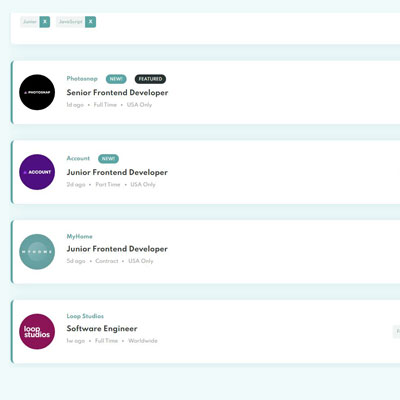 Junior X JavaScript X
Photosnap NEW! FEATURED
PHOTOSNAP
Senior Frontend Developer
1d ago • Full Time • USA Only
Account NEW!
ACCOUNT
Junior Frontend Developer
2d ago • Part Time • USA Only
MyHome
MYHOME
Junior Frontend Developer
5d ago • Contract • USA Only
Loop Studios
loop
studios
Software Engineer
1w ago • Full Time • Worldwide